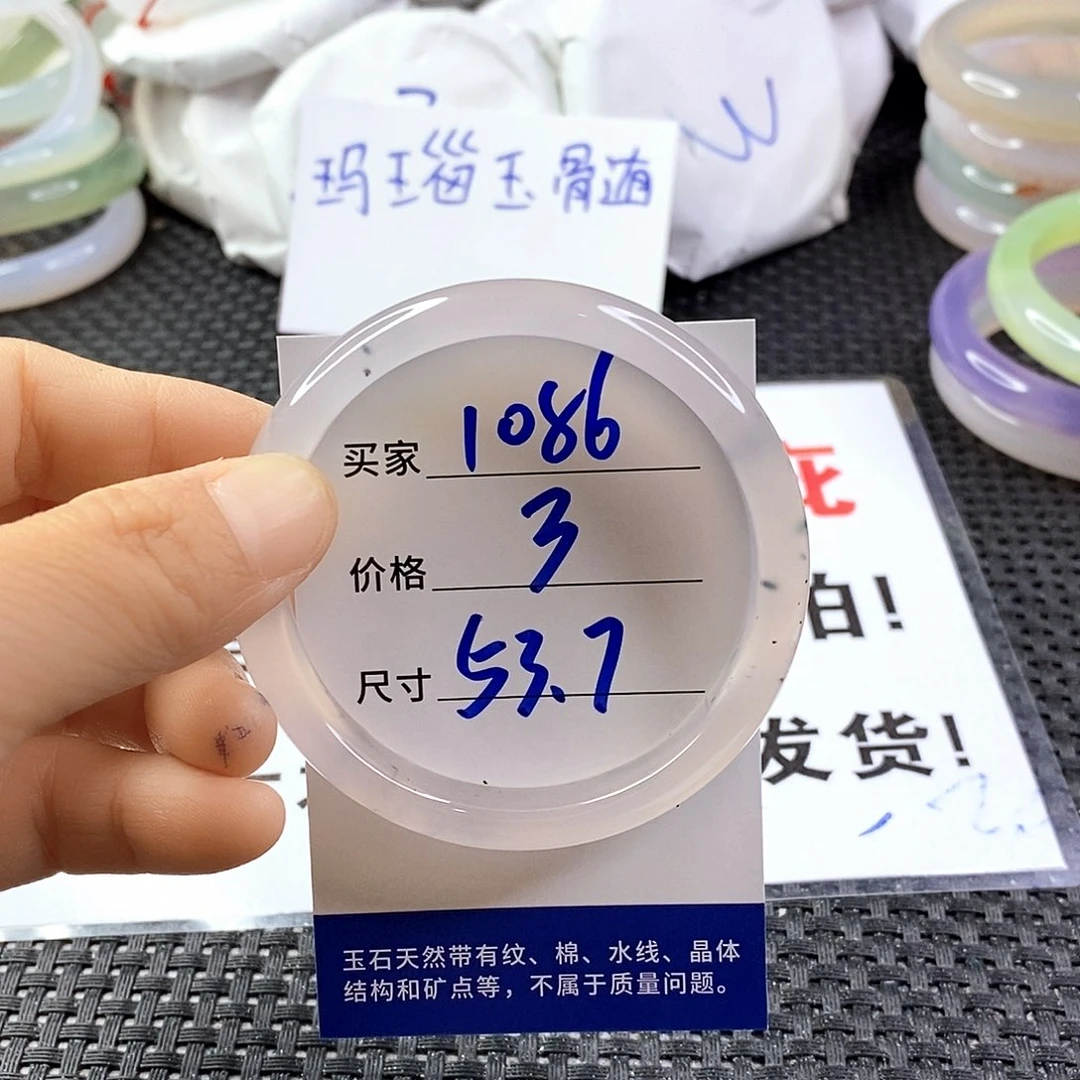 玛瑙玉骨髓
买家 1086
价格 3
尺寸 53.7
拍!
发货!
玉石天然带有纹、棉、水线、晶体
结构和矿点等，不属于质量问题。